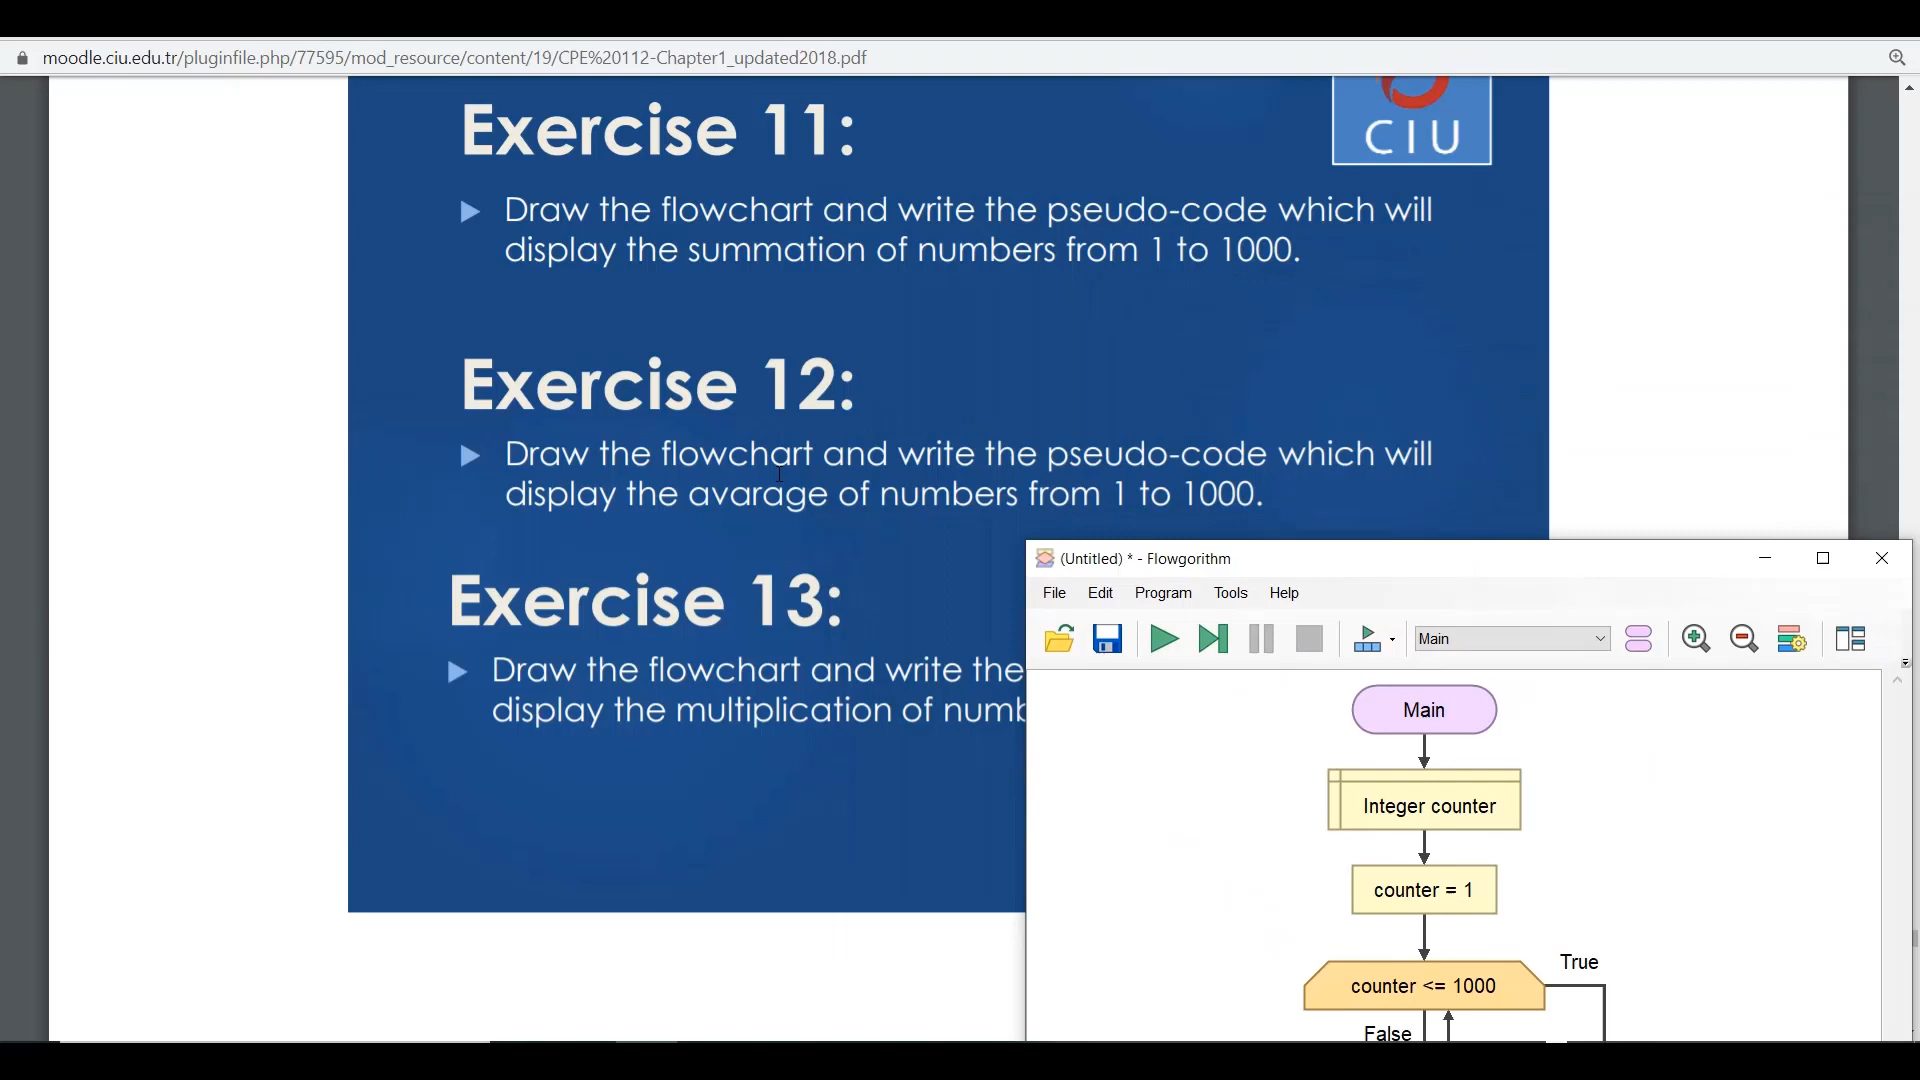 moodle.ciu.edu.tr/pluginfile.php/77595/mod_resource/content/19/CPE%20112-Chapter1_updated2018.pdf
Exercise 11:
CIU
Draw the flowchart and write the pseudo-code which will
display the summation of numbers from 1 to 1000.
Exercise 12:
Draw the flowchart and write the pseudo-code which will
display the avarage of numbers from 1 to 1000.
Exercise 13:
Draw the flowchart and write the
display the multiplication of
(Untitled) * - Flowgorithm
File Edit Program Tools Help
Main
Main
Integer counter
counter = 1
counter <= 1000
True
False